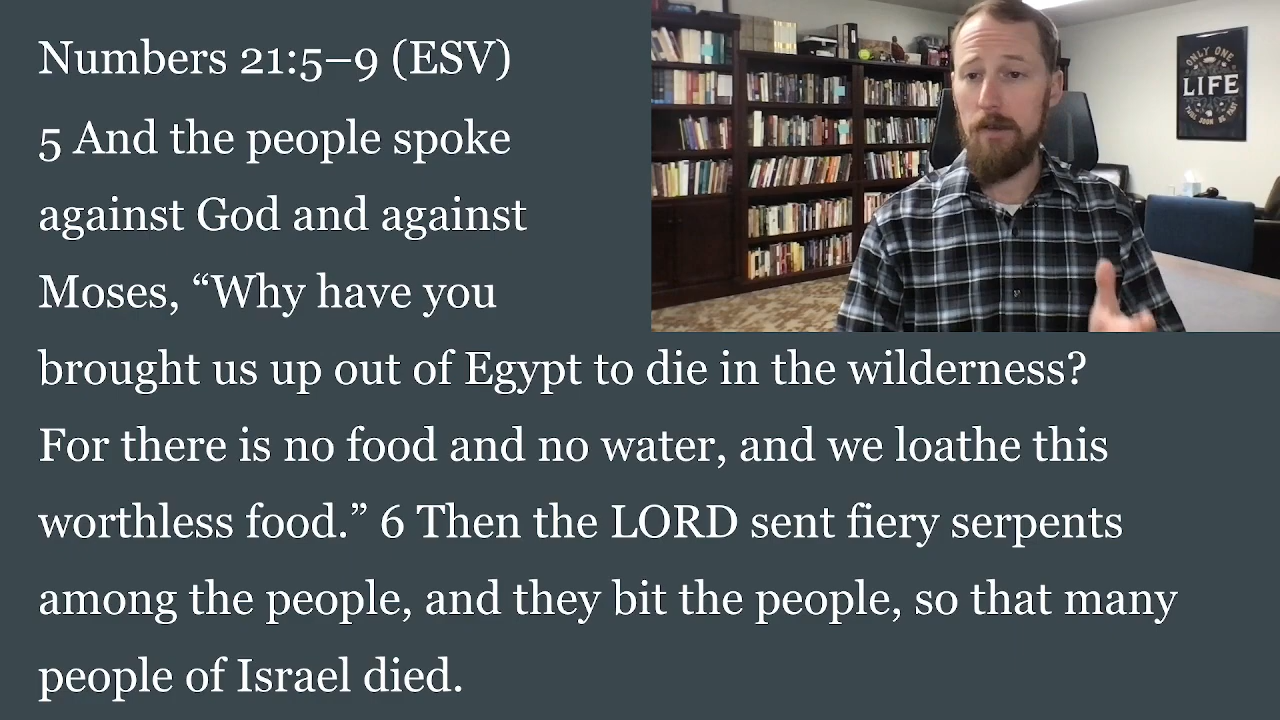 Numbers 21:5–9 (ESV)
5 And the people spoke
against God and against
Moses, “Why have you
brought us up out of Egypt to die in the wilderness?
For there is no food and no water, and we loathe this
worthless food.” 6 Then the LORD sent fiery serpents
among the people, and they bit the people, so that many
people of Israel died.
ONLY ONE
LIFE